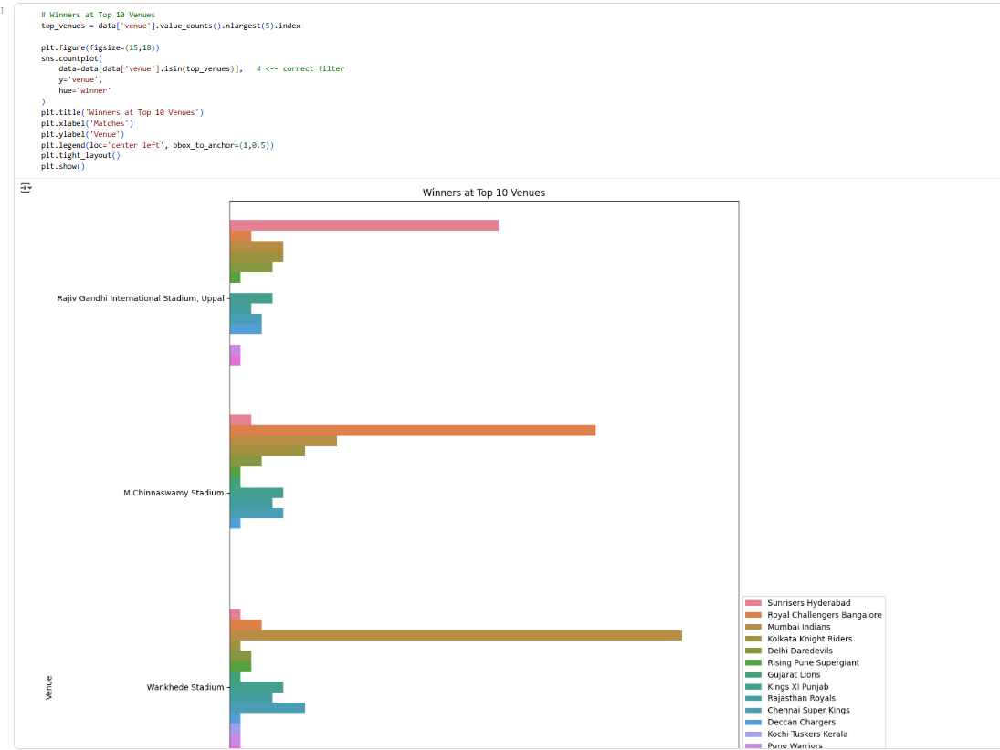 ]
# Winners at Top 10 Venues
top_venues = data['venue'].value_counts().nlargest(5).index
plt.figure(figsize=(15,18))
sns.countplot(
data=data[data['venue'].isin(top_venues)],   # <-- correct filter
y='venue',
hue='winner'
)
plt.title('Winners at Top 10 Venues')
plt.xlabel('Matches')
plt.ylabel('Venue')
plt.legend(loc='center left', bbox_to_anchor=(1,0.5))
plt.tight_layout()
plt.show()
Winners at Top 10 Venues
Rajiv Gandhi International Stadium, Uppal
M Chinnaswamy Stadium
Wankhede Stadium
Venue
Sunrisers Hyderabad
Royal Challengers Bangalore
Mumbai Indians
Kolkata Knight Riders
Delhi Daredevils
Rising Pune Supergiant
Gujarat Lions
Kings XI Punjab
Rajasthan Royals
Chennai Super Kings
Deccan Chargers
Kochi Tuskers Kerala
Pune Warriors